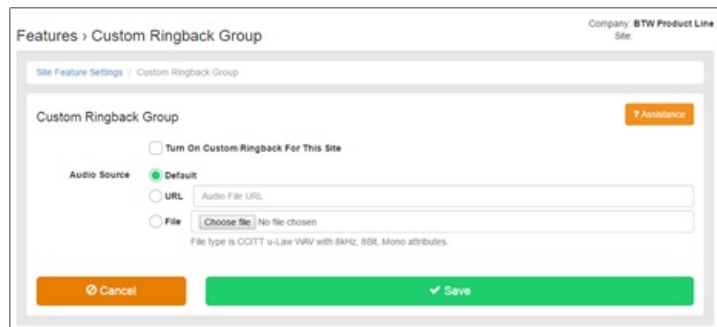 Company: BTW Product Line
Features › Custom Ringback Group
Site:
Site Feature Settings / Custom Ringback Group
Custom Ringback Group
? Assistance
Turn On Custom Ringback For This Site
Audio Source
Default
URL
Audio File URL
File
Choose file No file chosen
File type is CCITT u-Law WAV with 8kHz, 8Bit, Mono attributes.
Cancel
Save